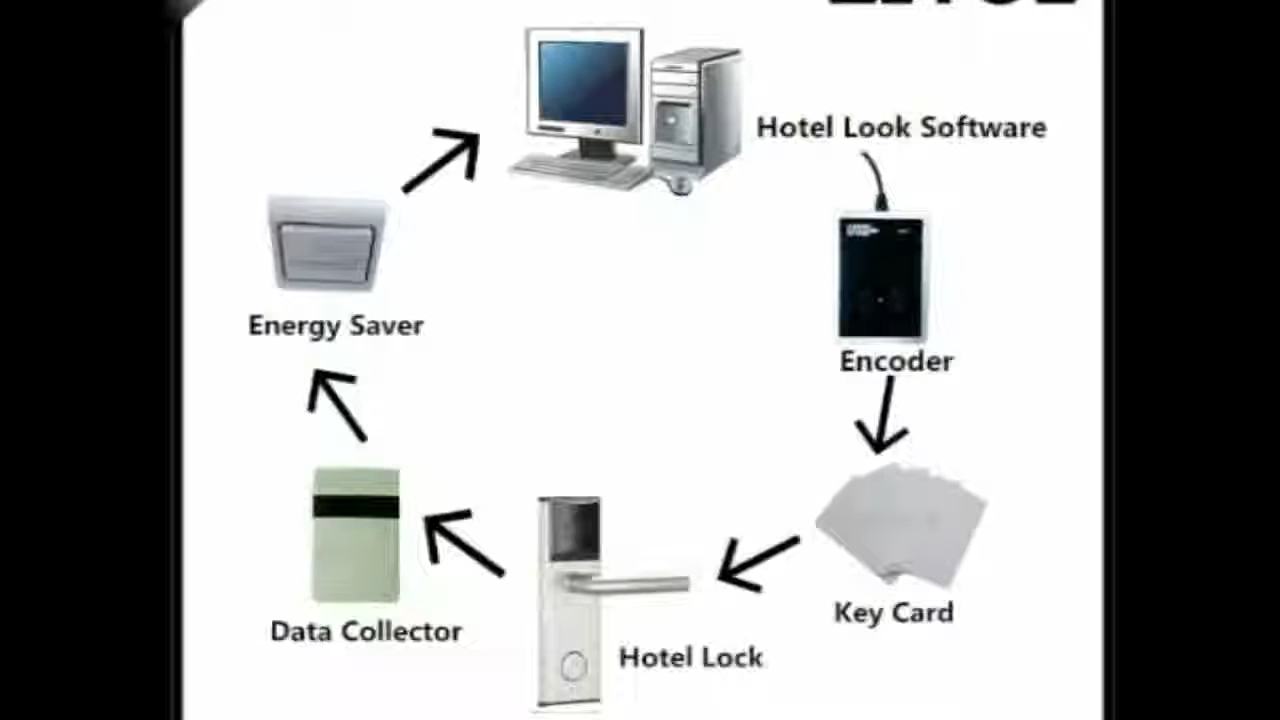 Hotel Look Software
Energy Saver
Encoder
Key Card
Data Collector
Hotel Lock